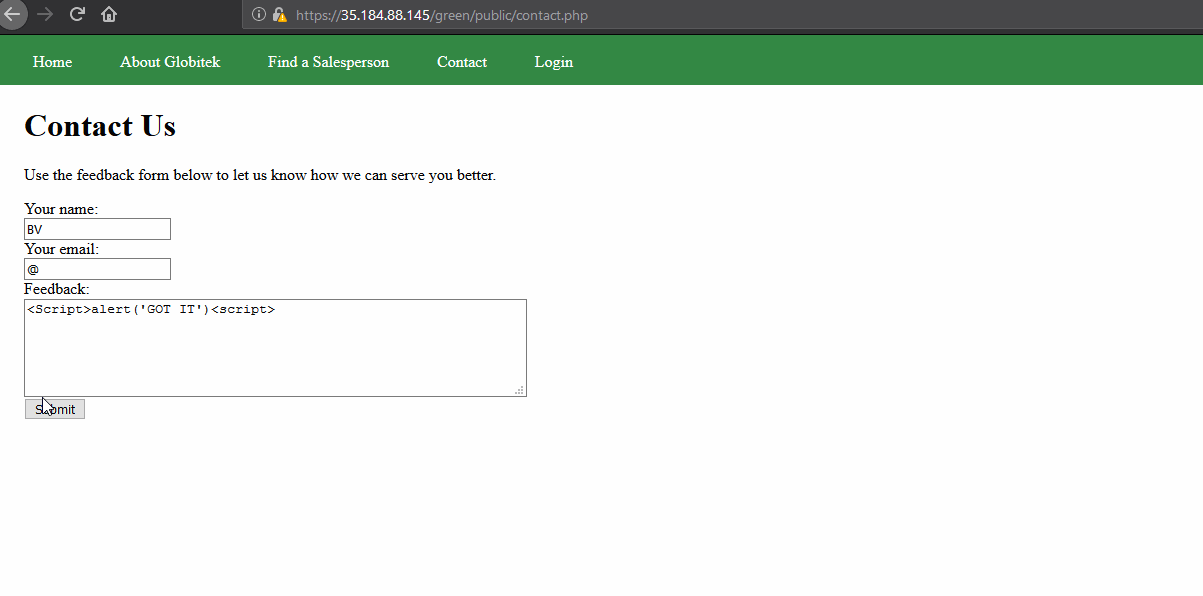 https://35.184.88.145/green/public/contact.php
Home About Globitek Find a Salesperson Contact Login
Contact Us
Use the feedback form below to let us know how we can serve you better.
Your name:
BV
Your email:
@
Feedback:
<Script>alert('GOT IT')<script>
Submit